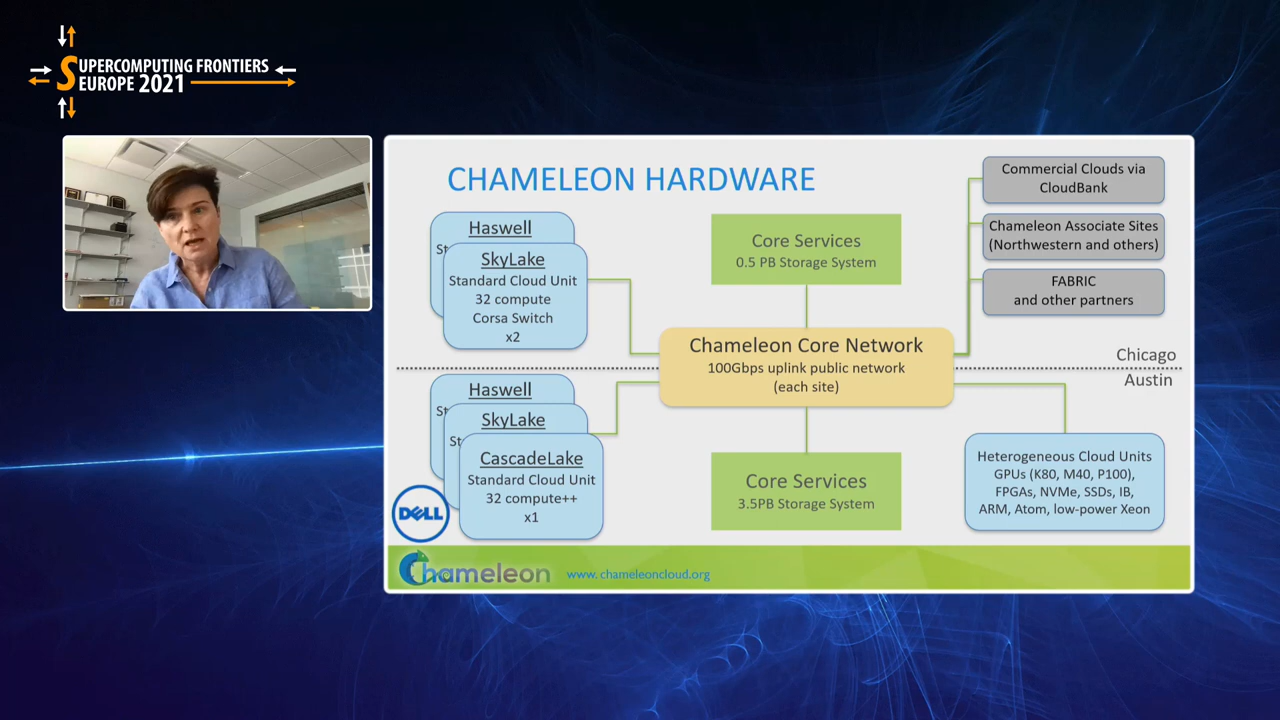 SUPERCOMPUTING FRONTIERS
EUROPE 2021
CHAMELEON HARDWARE
Haswell
St
SkyLake
Standard Cloud Unit
32 compute
Corsa Switch
x2
Core Services
0.5 PB Storage System
Commercial Clouds via
CloudBank
Chameleon Associate Sites
(Northwestern and others)
FABRIC
and other partners
Chameleon Core Network
100Gbps uplink public network
(each site)
Chicago
Austin
Haswell
St
SkyLake
St
CascadeLake
Standard Cloud Unit
32 compute++
x1
DELL
Core Services
3.5PB Storage System
Heterogeneous Cloud Units
GPUs (K80, M40, P100),
FPGAs, NVMe, SSDs, IB,
ARM, Atom, low-power Xeon
Chameleon
www.chameleoncloud.org